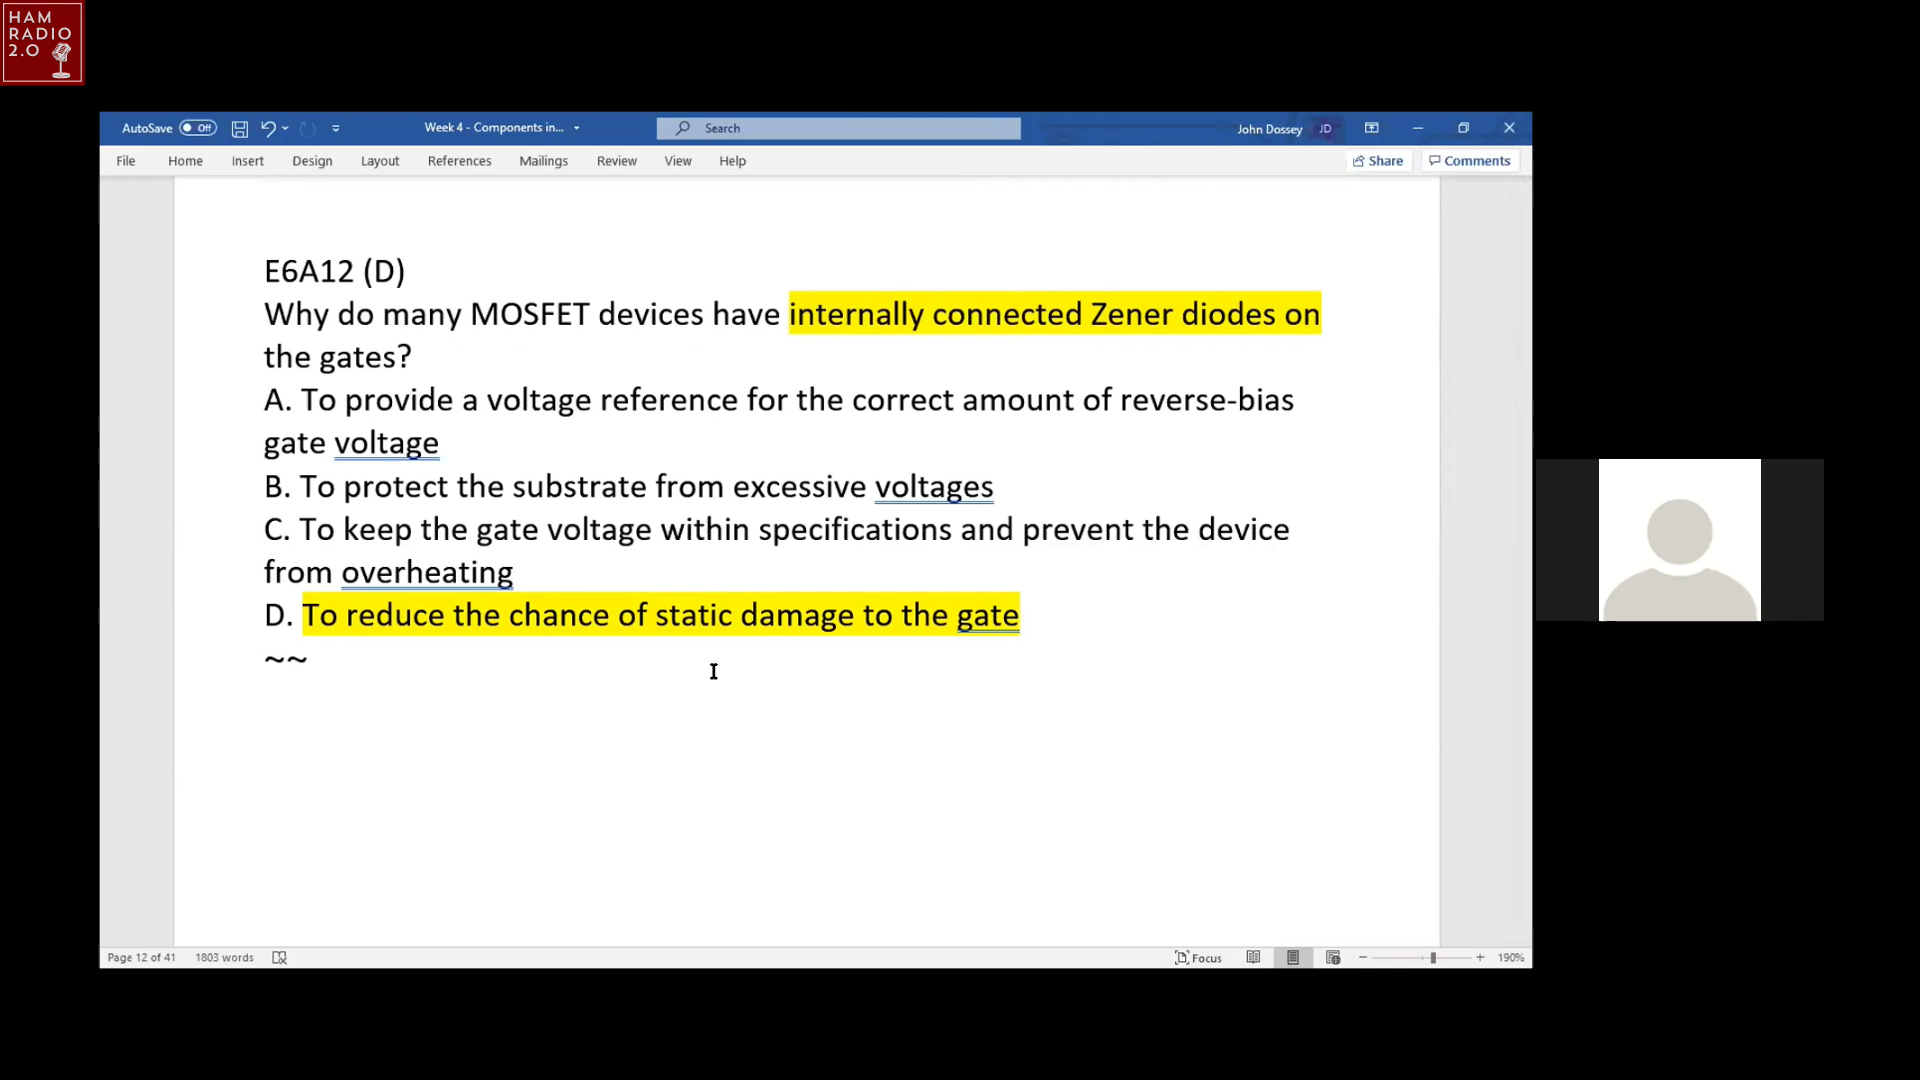 HAM
RADIO
2.0
AutoSave Off Week 4 - Components in... Search John Dossey JD
File Home Insert Design Layout References Mailings Review View Help Share Comments
E6A12 (D)
Why do many MOSFET devices have internally connected Zener diodes on
the gates?
A. To provide a voltage reference for the correct amount of reverse-bias
gate voltage
B. To protect the substrate from excessive voltages
C. To keep the gate voltage within specifications and prevent the device
from overheating
D. To reduce the chance of static damage to the gate
~~
Page 12 of 41 1803 words Focus 190%